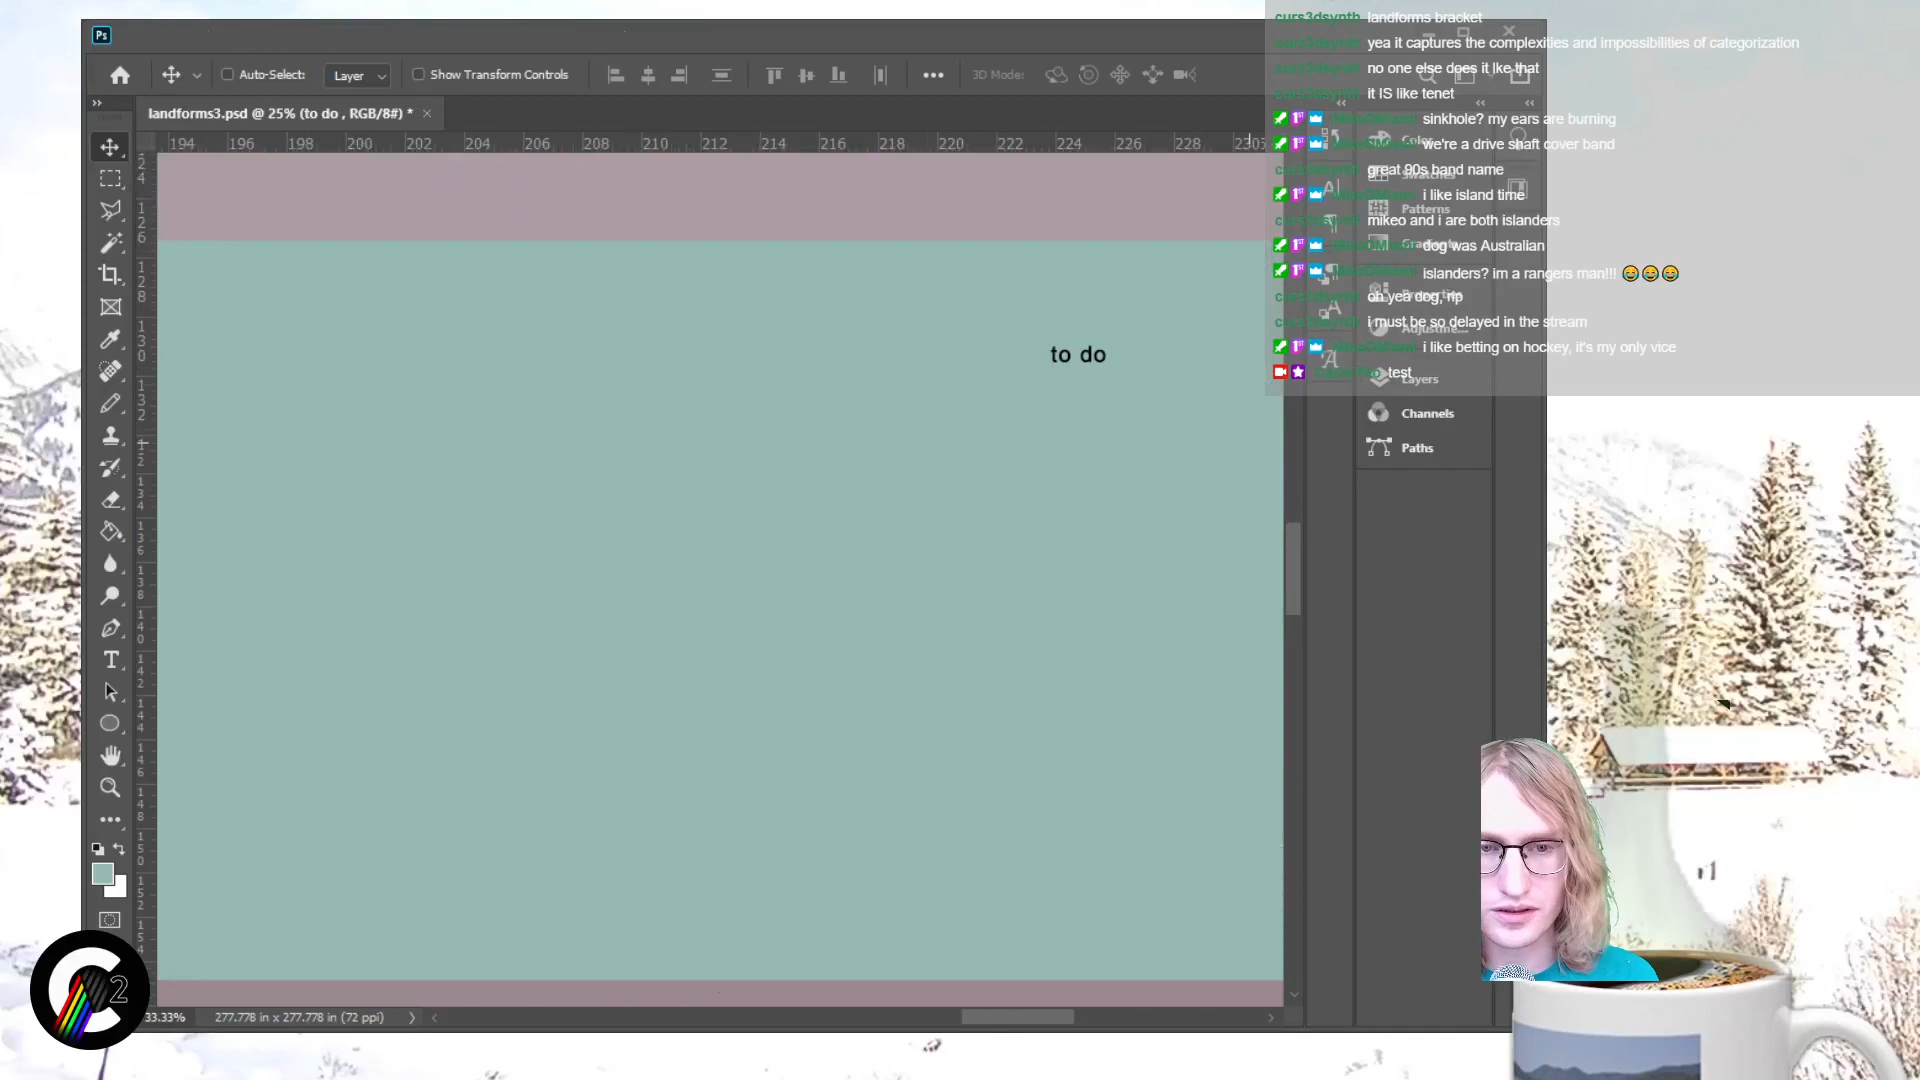 Ps
curs3dsynth landforms bracket
yea it captures the complexities and impossibilities of categorization
no one else does it lke that
it IS like tenet
sinkhole? my ears are burning
we're a drive shaft cover band
great 90s band name
i like island time
mikeo and i are both islanders
dog was Australian
islanders? im a rangers man!!! 😂😂😂
oh yea dog, rip
i must be so delayed in the stream
i like betting on hockey, it's my only vice
test
Auto-Select: Layer Show Transform Controls 3D Mode:
landforms3.psd @ 25% (to do , RGB/8#) *
194 196 198 200 202 204 206 208 210 212 214 216 218 220 222 224 226 228 230
to do
Patterns
Layers
Channels
Paths
33.33% 277.778 in x 277.778 in (72 ppi)
2